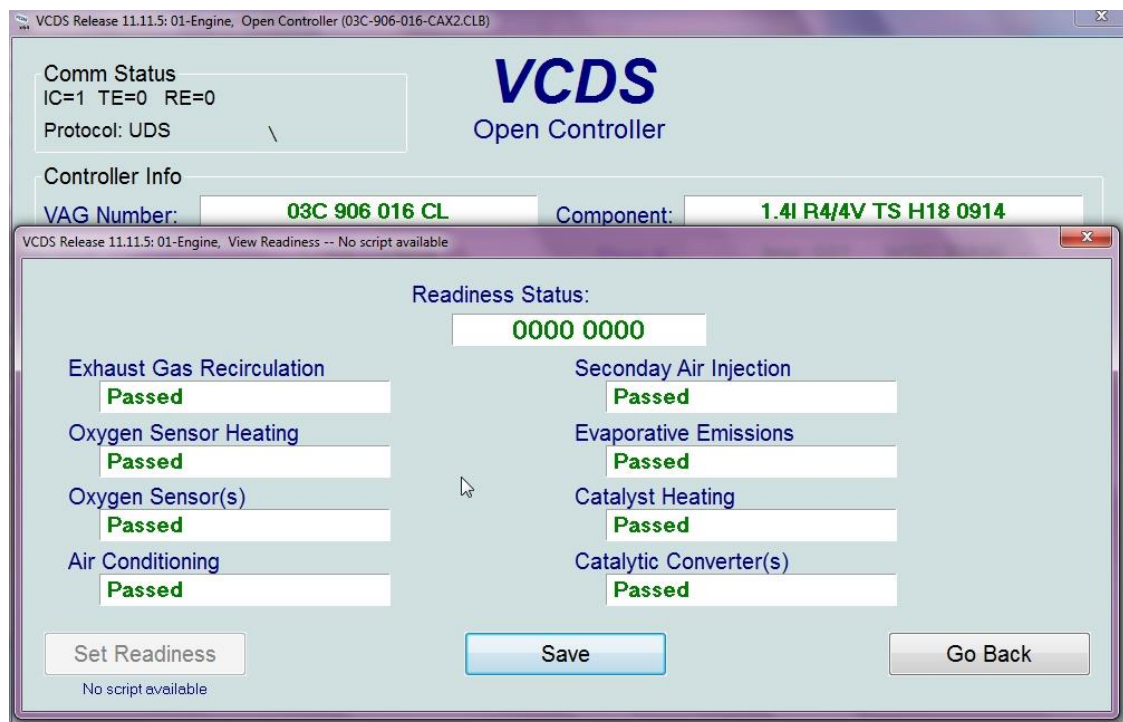 VCDS Release 11.11.5: 01-Engine, Open Controller (03C-906-016-CAX2.CLB)
Comm Status
IC=1 TE=0 RE=0
Protocol: UDS \
VCDS
Open Controller
Controller Info
VAG Number: 03C 906 016 CL Component: 1.4l R4/4V TS H18 0914
VCDS Release 11.11.5: 01-Engine, View Readiness -- No script available
Readiness Status:
0000 0000
Exhaust Gas Recirculation
Passed
Seconday Air Injection
Passed
Oxygen Sensor Heating
Passed
Evaporative Emissions
Passed
Oxygen Sensor(s)
Passed
Catalyst Heating
Passed
Air Conditioning
Passed
Catalytic Converter(s)
Passed
Set Readiness
No script available
Save
Go Back